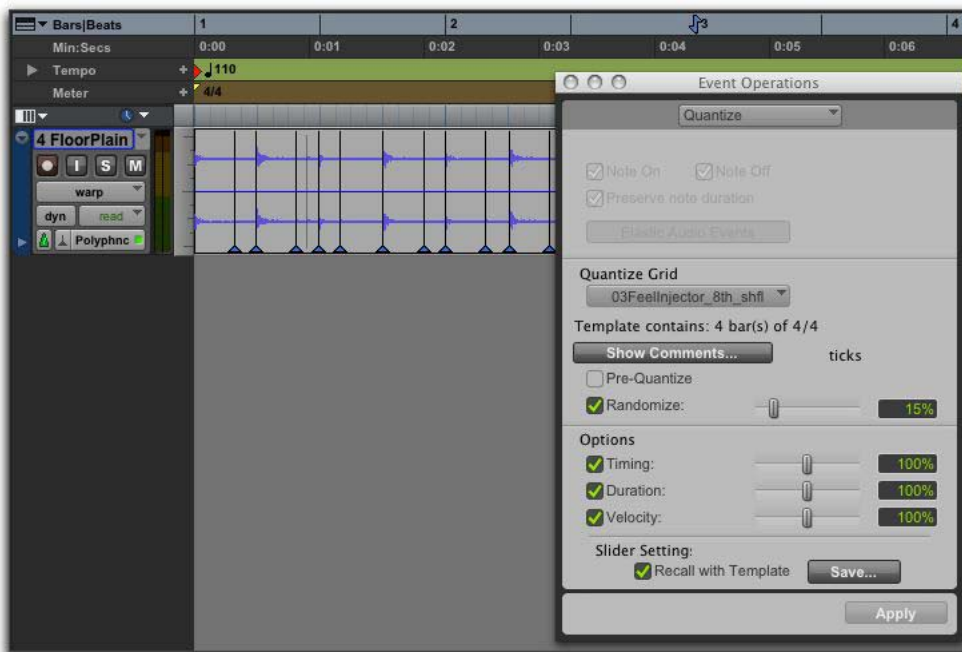 Bars|Beats
1
2
3
4
Min:Secs
0:00
0:01
0:02
0:03
0:04
0:05
0:06
Tempo
110
Meter
4/4
4 FloorPlain
I S M
warp
dyn read
Polyphnc
Event Operations
Quantize
Note On Note Off
Preserve note duration
Elastic Audio Events
Quantize Grid
03FeelInjector_8th_shfl
Template contains: 4 bar(s) of 4/4
Show Comments... ticks
Pre-Quantize
Randomize: 15%
Options
Timing: 100%
Duration: 100%
Velocity: 100%
Slider Setting:
Recall with Template Save...
Apply